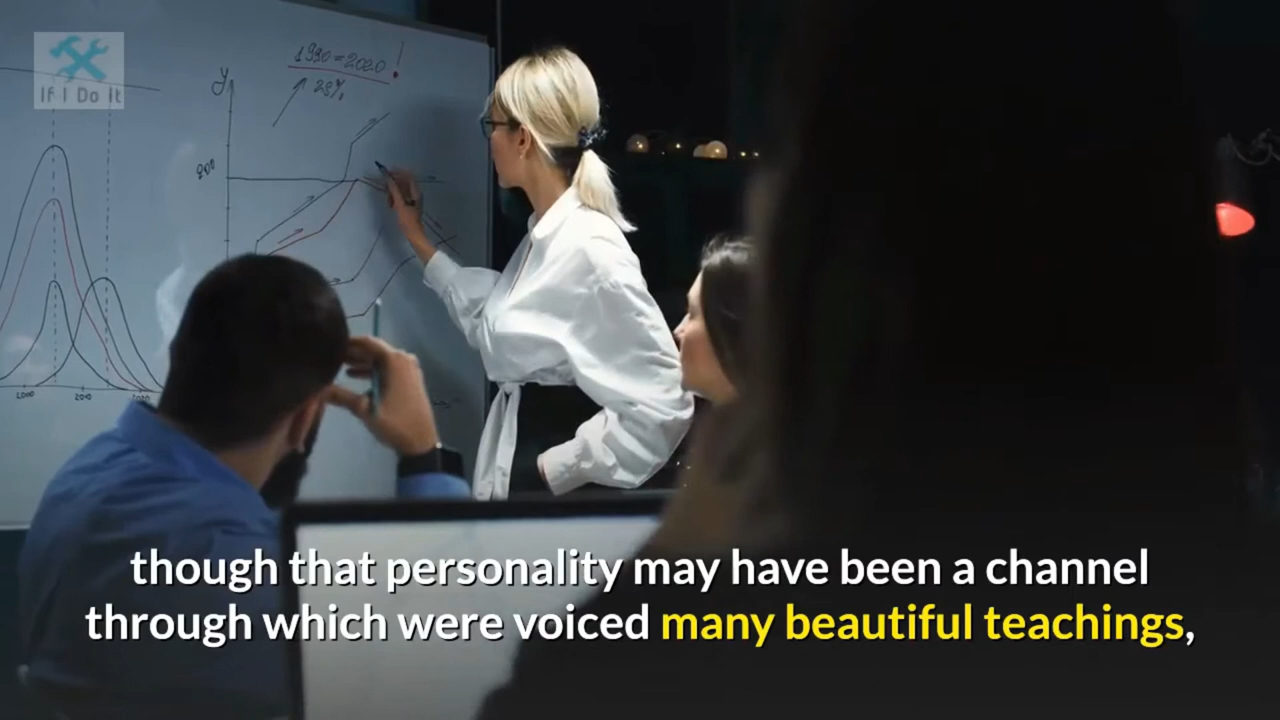 If I Do It
1990=2020!
28%
y
though that personality may have been a channel
through which were voiced many beautiful teachings,